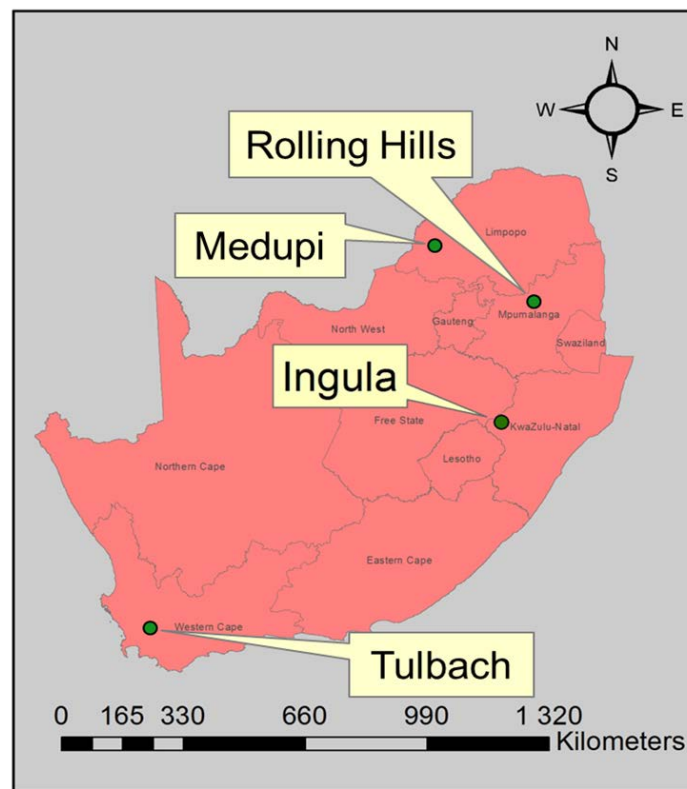 N
W E
S
Rolling Hills
Limpopo
Medupi
Mpumalanga
Gauteng
North West
Swaziland
Ingula
Free State
KwaZulu-Natal
Lesotho
Northern Cape
Eastern Cape
Western Cape
Tulbach
0 165 330 660 990 1 320
Kilometers